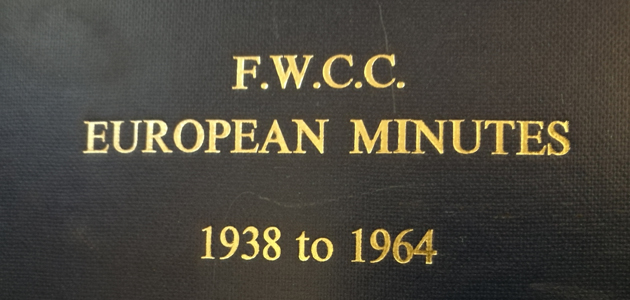 F.W.C.C.
EUROPEAN MINUTES
1938 to 1964